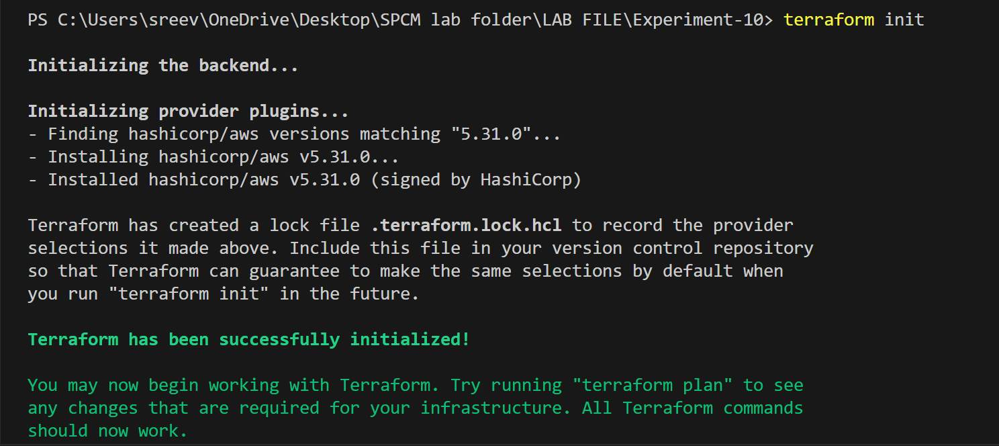 PS C:\Users\sreev\OneDrive\Desktop\SPCM lab folder\LAB FILE\Experiment-10> terraform init
Initializing the backend...
Initializing provider plugins...
- Finding hashicorp/aws versions matching "5.31.0"...
- Installing hashicorp/aws v5.31.0...
- Installed hashicorp/aws v5.31.0 (signed by HashiCorp)
Terraform has created a lock file .terraform.lock.hcl to record the provider
selections it made above. Include this file in your version control repository
so that Terraform can guarantee to make the same selections by default when
you run "terraform init" in the future.
Terraform has been successfully initialized!
You may now begin working with Terraform. Try running "terraform plan" to see
any changes that are required for your infrastructure. All Terraform commands
should now work.